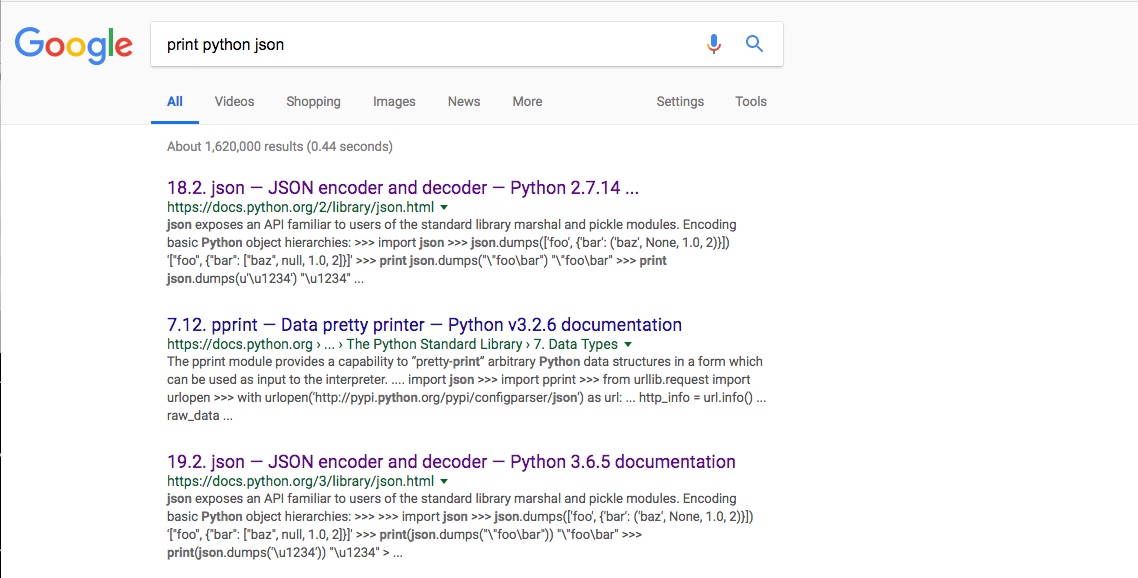 Google
print python json
All Videos Shopping Images News More Settings Tools
About 1,620,000 results (0.44 seconds)
18.2. json — JSON encoder and decoder — Python 2.7.14 ...
https://docs.python.org/2/library/json.html
json exposes an API familiar to users of the standard library marshal and pickle modules. Encoding
basic Python object hierarchies: >>> import json >>> json.dumps(['foo', {'bar': ('baz', None, 1.0, 2)}])
'["foo", {"bar": ["baz", null, 1.0, 2]}]' >>> print json.dumps("\"foo\bar") "\"foo\bar" >>> print
json.dumps(u'\u1234') "\u1234" ...
7.12. pprint — Data pretty printer — Python v3.2.6 documentation
https://docs.python.org › ... › The Python Standard Library › 7. Data Types
The pprint module provides a capability to “pretty-print” arbitrary Python data structures in a form which
can be used as input to the interpreter. .... import json >>> import pprint >>> from urllib.request import
urlopen >>> with urlopen('http://pypi.python.org/pypi/configparser/json') as url: ... http_info = url.info() ...
raw_data ...
19.2. json — JSON encoder and decoder — Python 3.6.5 documentation
https://docs.python.org/3/library/json.html
json exposes an API familiar to users of the standard library marshal and pickle modules. Encoding
basic Python object hierarchies: >>> >>> import json >>> json.dumps(['foo', {'bar': ('baz', None, 1.0, 2)}])
'["foo", {"bar": ["baz", null, 1.0, 2]}]' >>> print(json.dumps("\"foo\bar")) "\"foo\bar" >>>
print(json.dumps('\u1234')) "\u1234" > ...